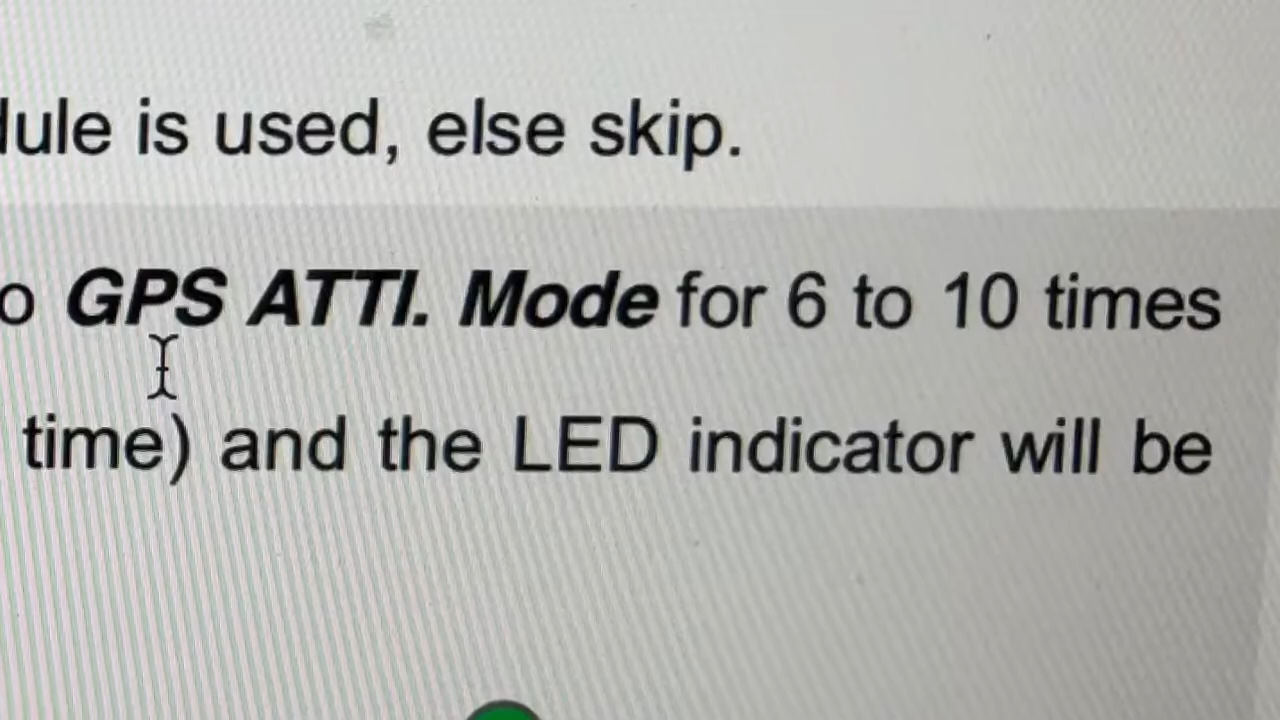 dule is used, else skip.
o GPS ATTI. Mode for 6 to 10 times
time) and the LED indicator will be